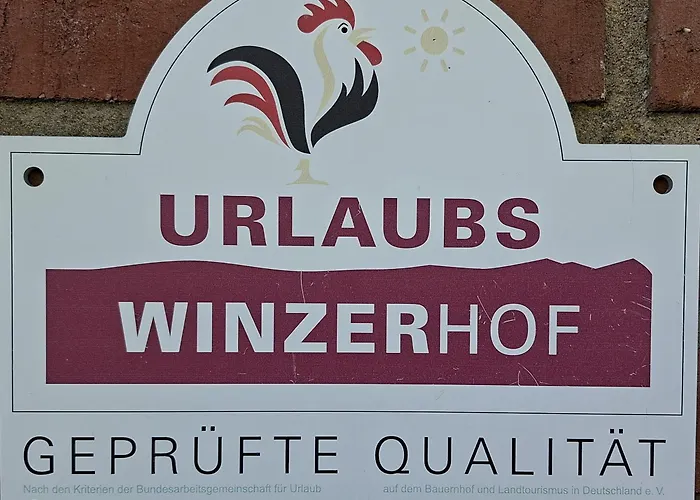 URLAUBS
WINZERHOF
GEPRÜFTE QUALITÄT
Nach den Kriterien der Bundesarbeitsgemeinschaft für Urlaub auf dem Bauernhof und Landtourismus in Deutschland e. V.